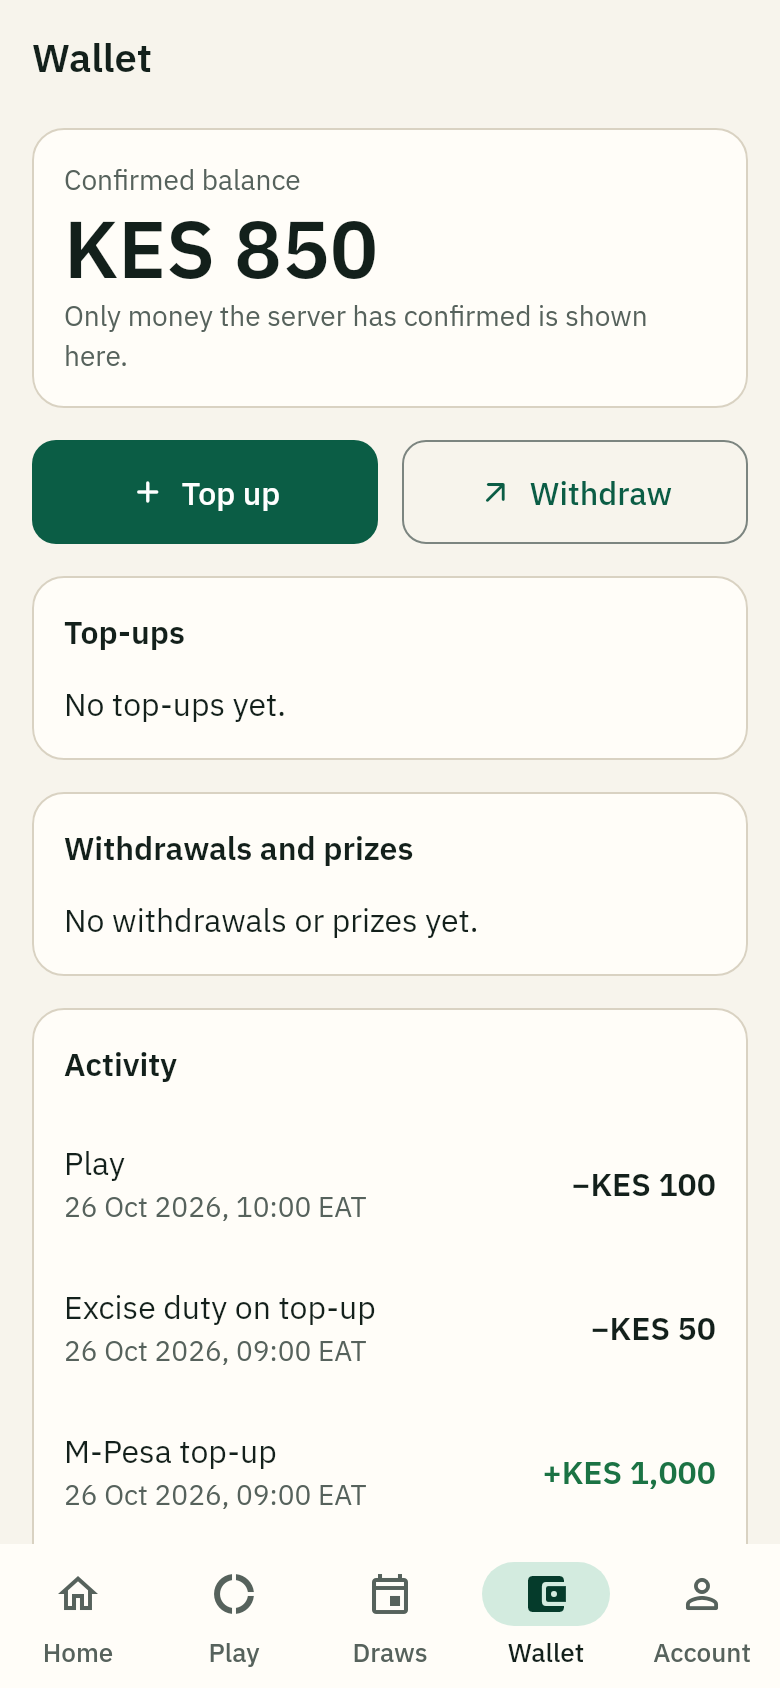 Wallet
Confirmed balance
KES 850
Only money the server has confirmed is shown
here.
Top up
Withdraw
Top-ups
No top-ups yet.
Withdrawals and prizes
No withdrawals or prizes yet.
Activity
Play
26 Oct 2026, 10:00 EAT
−KES 100
Excise duty on top-up
26 Oct 2026, 09:00 EAT
−KES 50
M-Pesa top-up
26 Oct 2026, 09:00 EAT
+KES 1,000
Home
Play
Draws
Wallet
Account